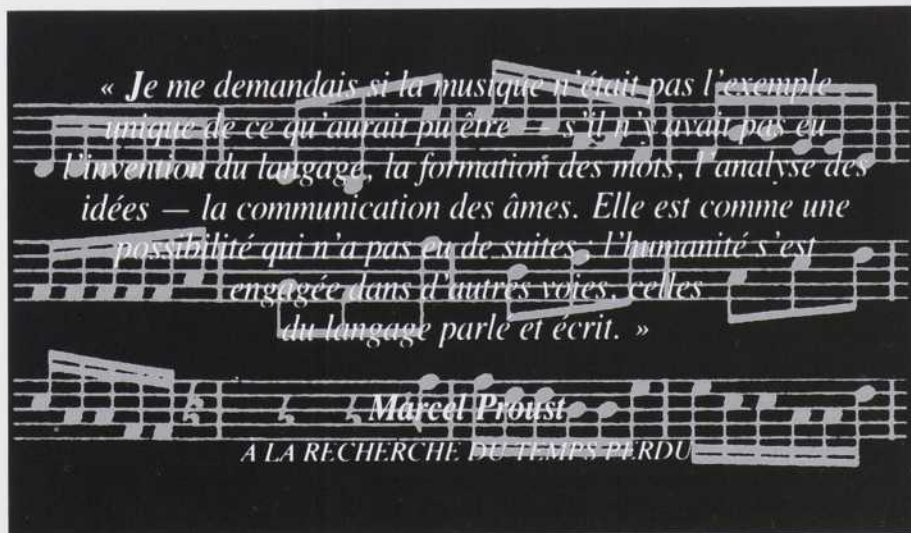 « Je me demandais si la musique n'était pas l'exemple
unique de ce qu'aurait pu être — s'il n'y avait pas eu
l'invention du langage, la formation des mots, l'analyse des
idées — la communication des âmes. Elle est comme une
possibilité qui n'a pas eu de suites ; l'humanité s'est
engagée dans d'autres voies, celles
du langage parlé et écrit. »
Marcel Proust
A LA RECHERCHE DU TEMPS PERDU